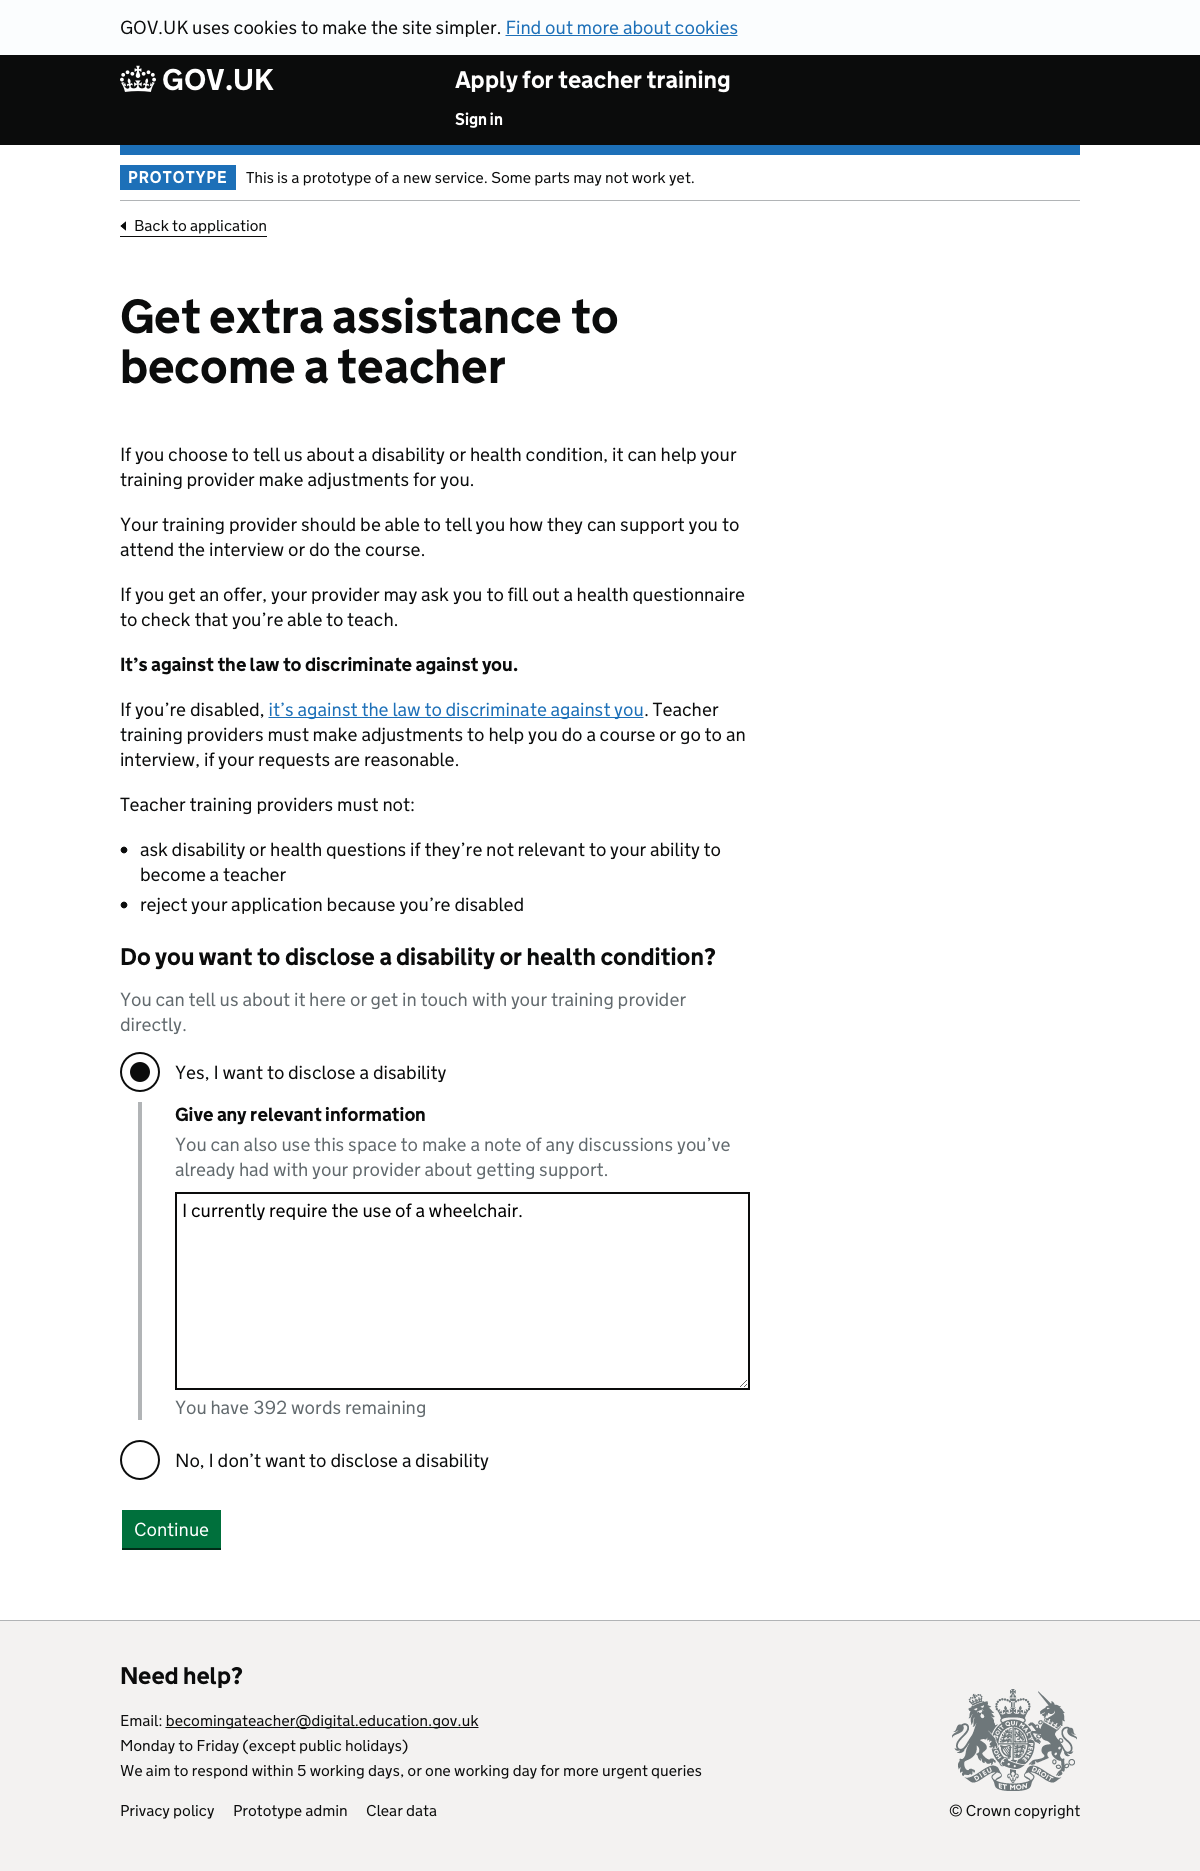 GOV.UK uses cookies to make the site simpler. Find out more about cookies
GOV.UK
Apply for teacher training
Sign in
PROTOTYPE This is a prototype of a new service. Some parts may not work yet.
Back to application
Get extra assistance to
become a teacher
If you choose to tell us about a disability or health condition, it can help your
training provider make adjustments for you.
Your training provider should be able to tell you how they can support you to
attend the interview or do the course.
If you get an offer, your provider may ask you to fill out a health questionnaire
to check that you’re able to teach.
It’s against the law to discriminate against you.
If you’re disabled, it’s against the law to discriminate against you. Teacher
training providers must make adjustments to help you do a course or go to an
interview, if your requests are reasonable.
Teacher training providers must not:
• ask disability or health questions if they’re not relevant to your ability to
become a teacher
• reject your application because you’re disabled
Do you want to disclose a disability or health condition?
You can tell us about it here or get in touch with your training provider
directly.
Yes, I want to disclose a disability
Give any relevant information
You can also use this space to make a note of any discussions you’ve
already had with your provider about getting support.
I currently require the use of a wheelchair.
You have 392 words remaining
No, I don’t want to disclose a disability
Continue
Need help?
Email: becomingateacher@digital.education.gov.uk
Monday to Friday (except public holidays)
We aim to respond within 5 working days, or one working day for more urgent queries
Privacy policy Prototype admin Clear data
DIEU ET MON DROIT
© Crown copyright